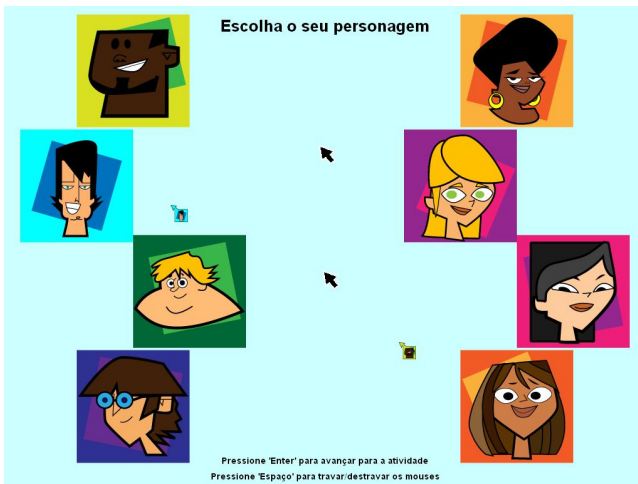 Escolha o seu personagem
Pressione 'Enter' para avançar para a atividade
Pressione 'Espaço' para travar/destravar os mouses